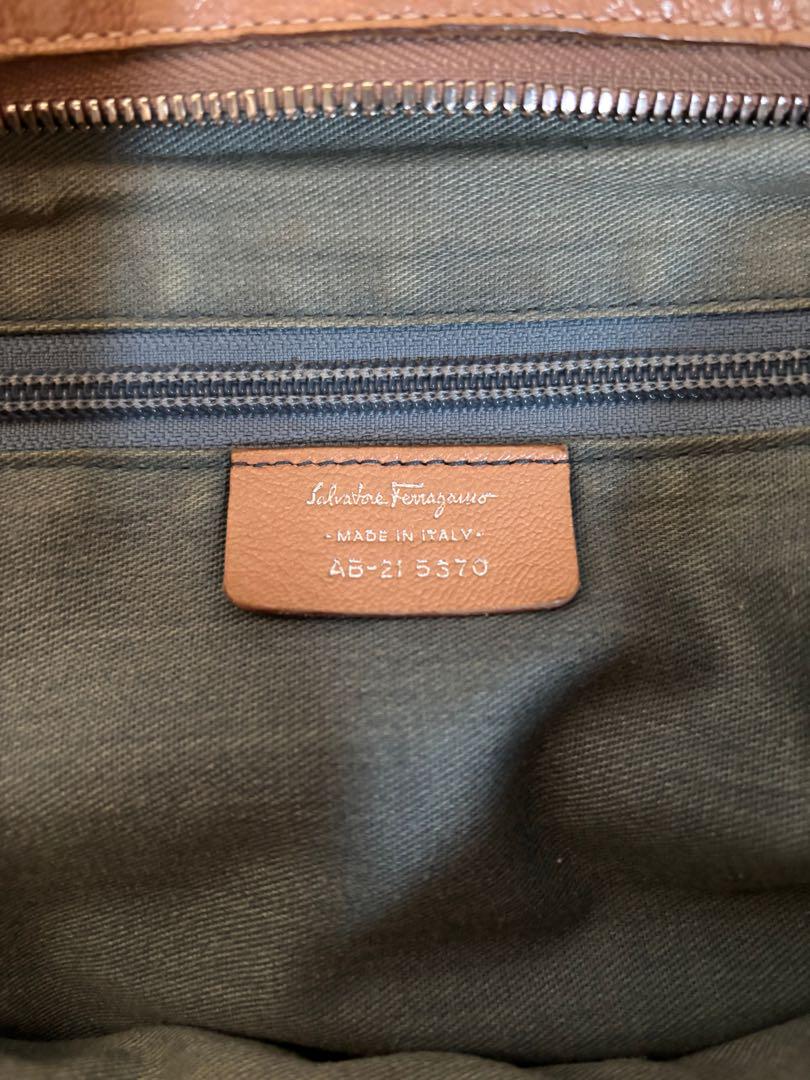 Salvatore Ferragamo
- MADE IN ITALY -
AB-21 5370